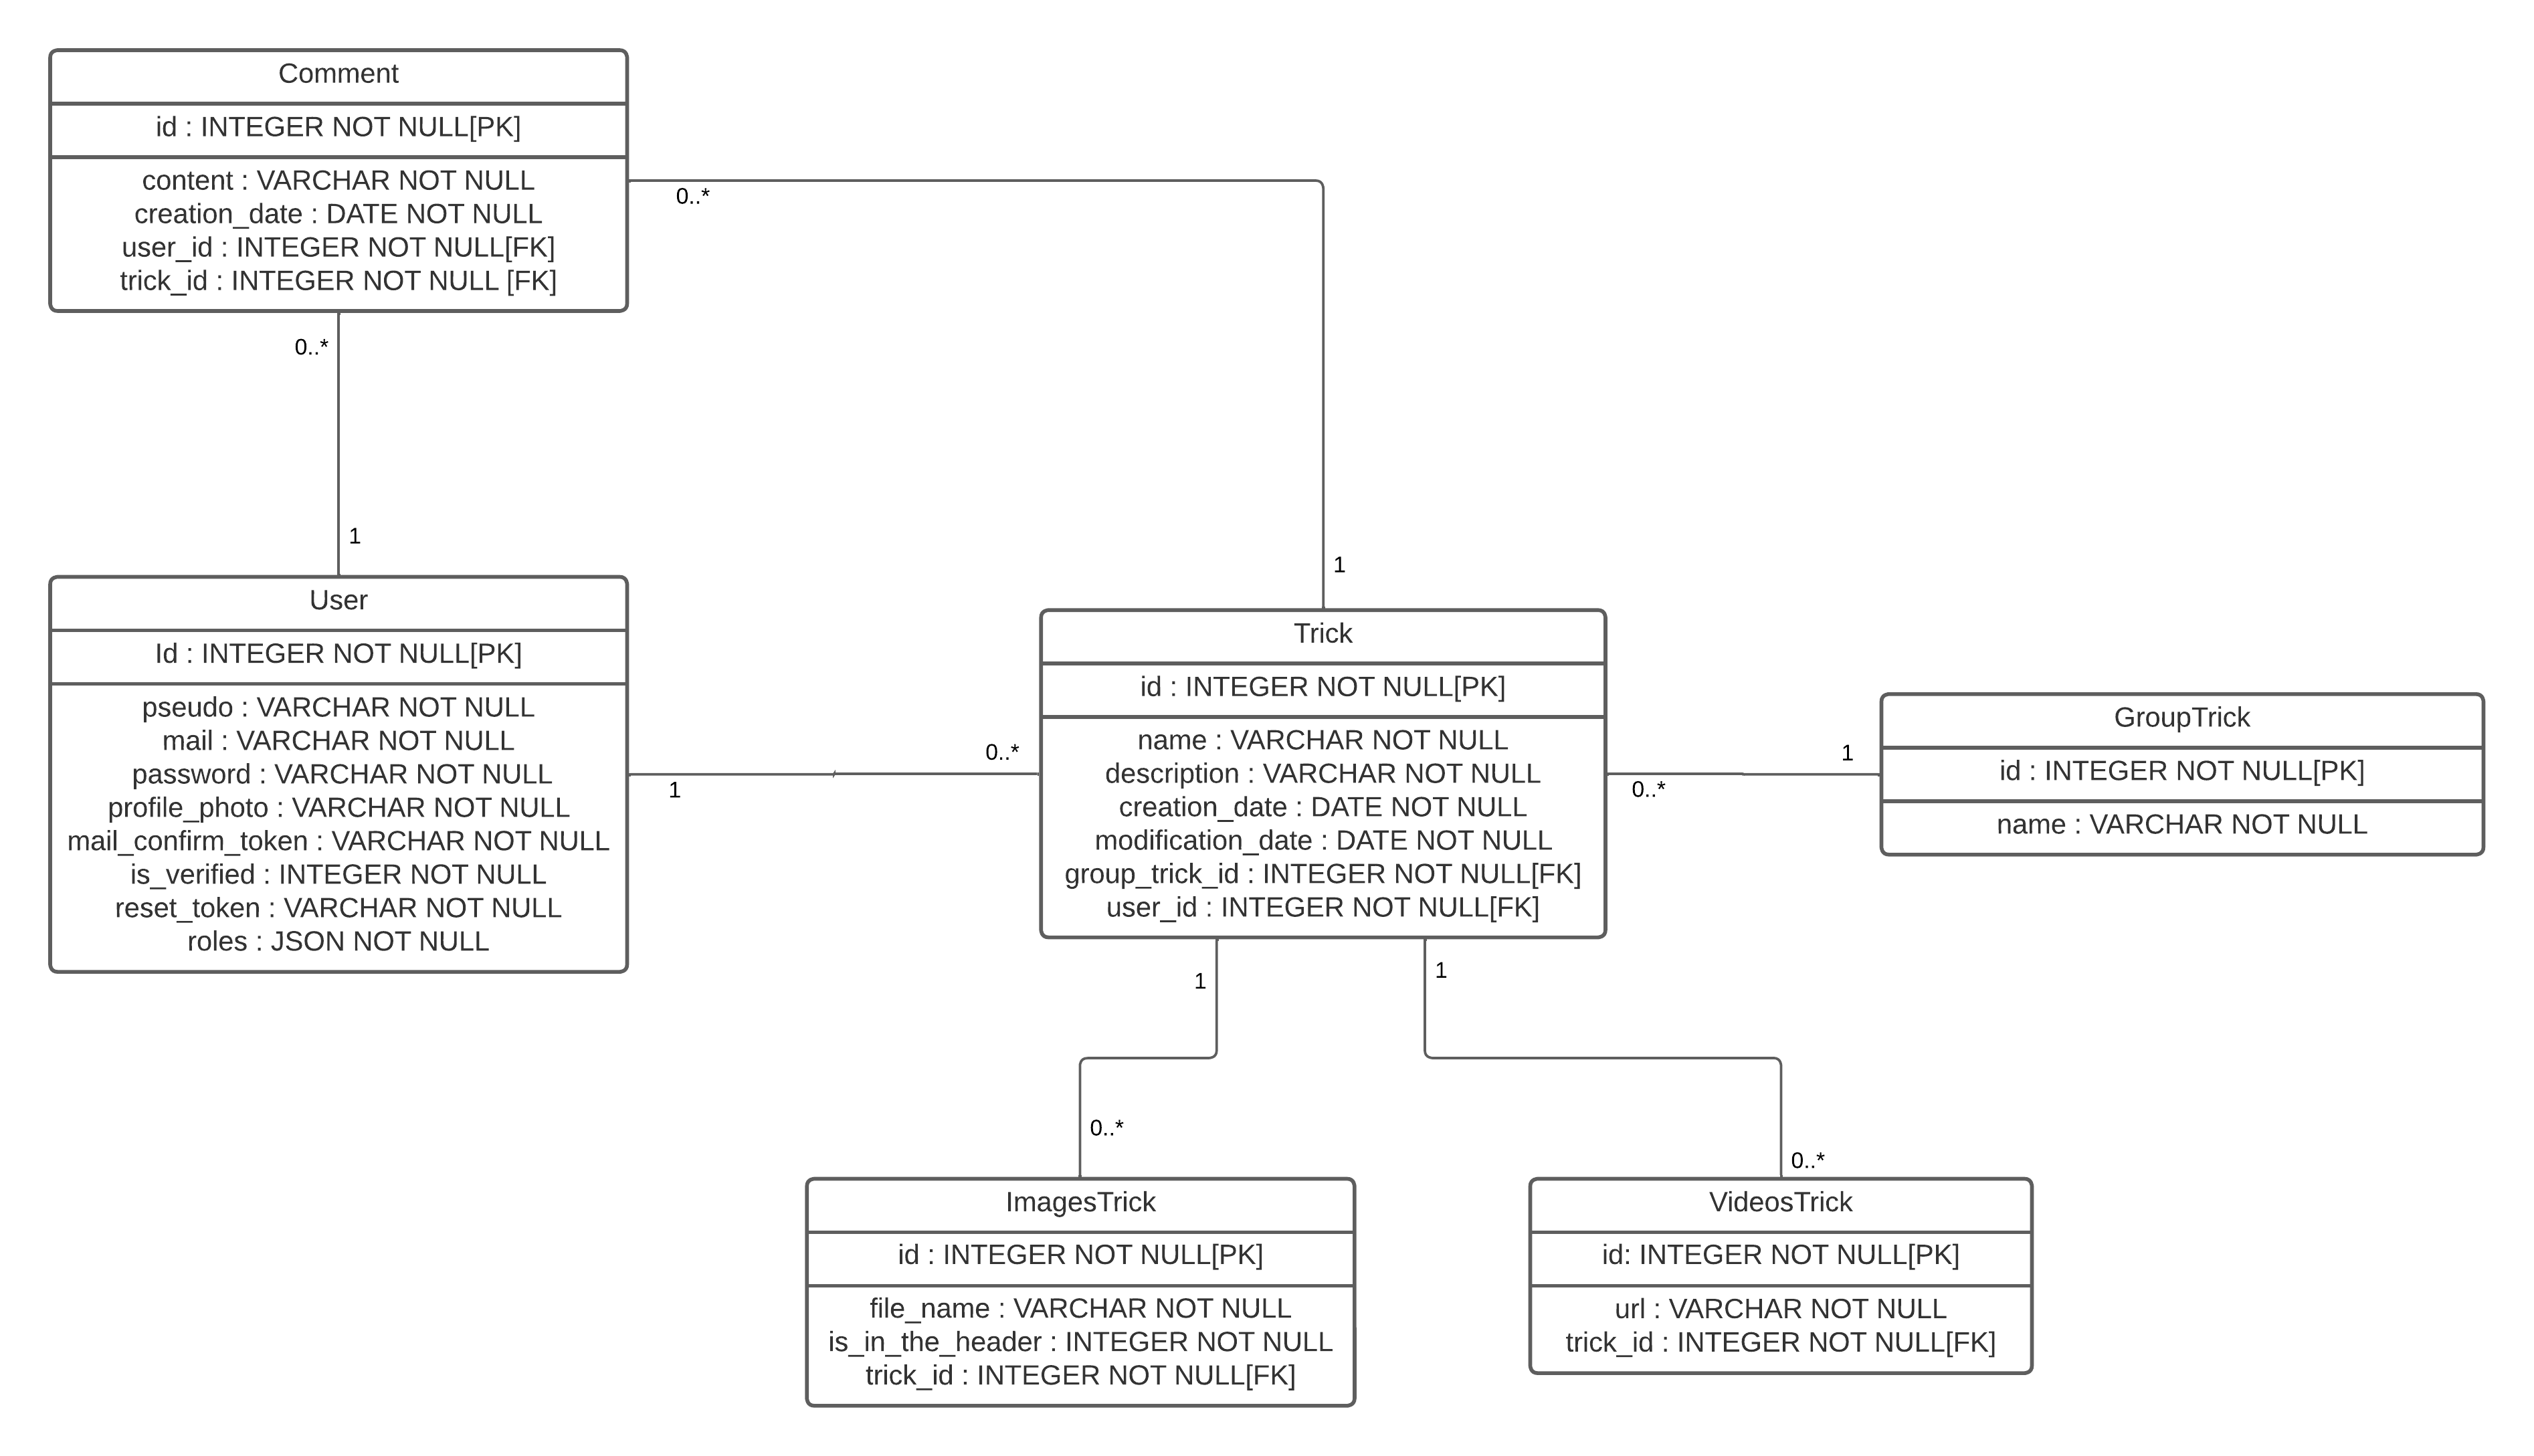 Comment
id : INTEGER NOT NULL[PK]
content : VARCHAR NOT NULL
creation_date : DATE NOT NULL
user_id : INTEGER NOT NULL[FK]
trick_id : INTEGER NOT NULL [FK]
0..*
0..*
1
1
User
Id : INTEGER NOT NULL[PK]
pseudo : VARCHAR NOT NULL
mail : VARCHAR NOT NULL
password : VARCHAR NOT NULL
profile_photo : VARCHAR NOT NULL
mail_confirm_token : VARCHAR NOT NULL
is_verified : INTEGER NOT NULL
reset_token : VARCHAR NOT NULL
roles : JSON NOT NULL
1
0..*
Trick
id : INTEGER NOT NULL[PK]
name : VARCHAR NOT NULL
description : VARCHAR NOT NULL
creation_date : DATE NOT NULL
modification_date : DATE NOT NULL
group_trick_id : INTEGER NOT NULL[FK]
user_id : INTEGER NOT NULL[FK]
0..*
1
GroupTrick
id : INTEGER NOT NULL[PK]
name : VARCHAR NOT NULL
1
1
0..*
0..*
ImagesTrick
id : INTEGER NOT NULL[PK]
file_name : VARCHAR NOT NULL
is_in_the_header : INTEGER NOT NULL
trick_id : INTEGER NOT NULL[FK]
VideosTrick
id: INTEGER NOT NULL[PK]
url : VARCHAR NOT NULL
trick_id : INTEGER NOT NULL[FK]